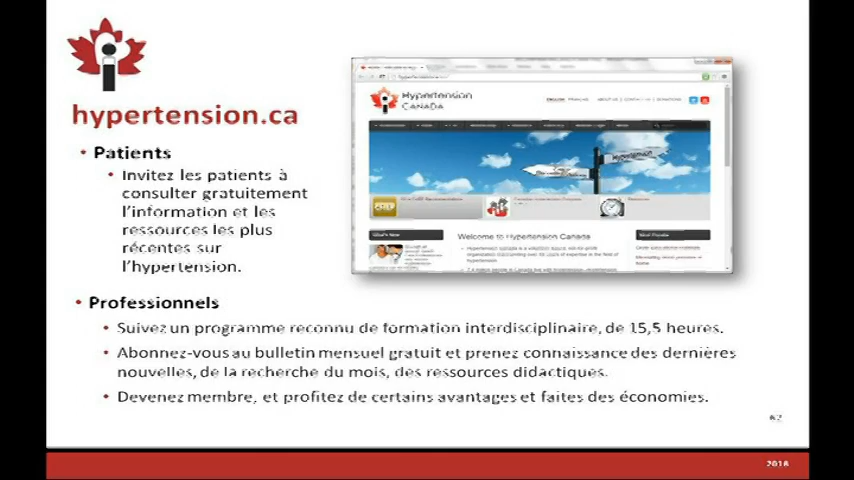 hypertension.ca
• Patients
• Invitez les patients à
consulter gratuitement
l'information et les
ressources les plus
récentes sur
l'hypertension.
Hypertension
CANADA
Hypertension
What's New
Welcome to Hypertension Canada
• Professionnels
• Suivez un programme reconnu de formation interdisciplinaire, de 15,5 heures.
• Abonnez-vous au bulletin mensuel gratuit et prenez connaissance des dernières
nouvelles, de la recherche du mois, des ressources didactiques.
• Devenez membre, et profitez de certains avantages et faites des économies.
2016